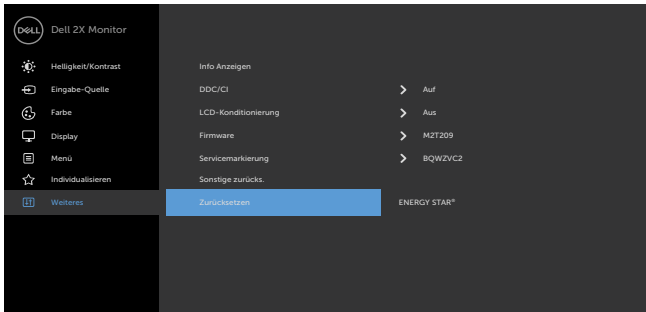 DELL Dell 2X Monitor
Helligkeit/Kontrast Info Anzeigen
Eingabe-Quelle DDC/CI Auf
Farbe LCD-Konditionierung Aus
Display Firmware M2T209
Menü Servicemarkierung BQWZVC2
Individualisieren Sonstige zurücks.
Weiteres Zurücksetzen ENERGY STAR®